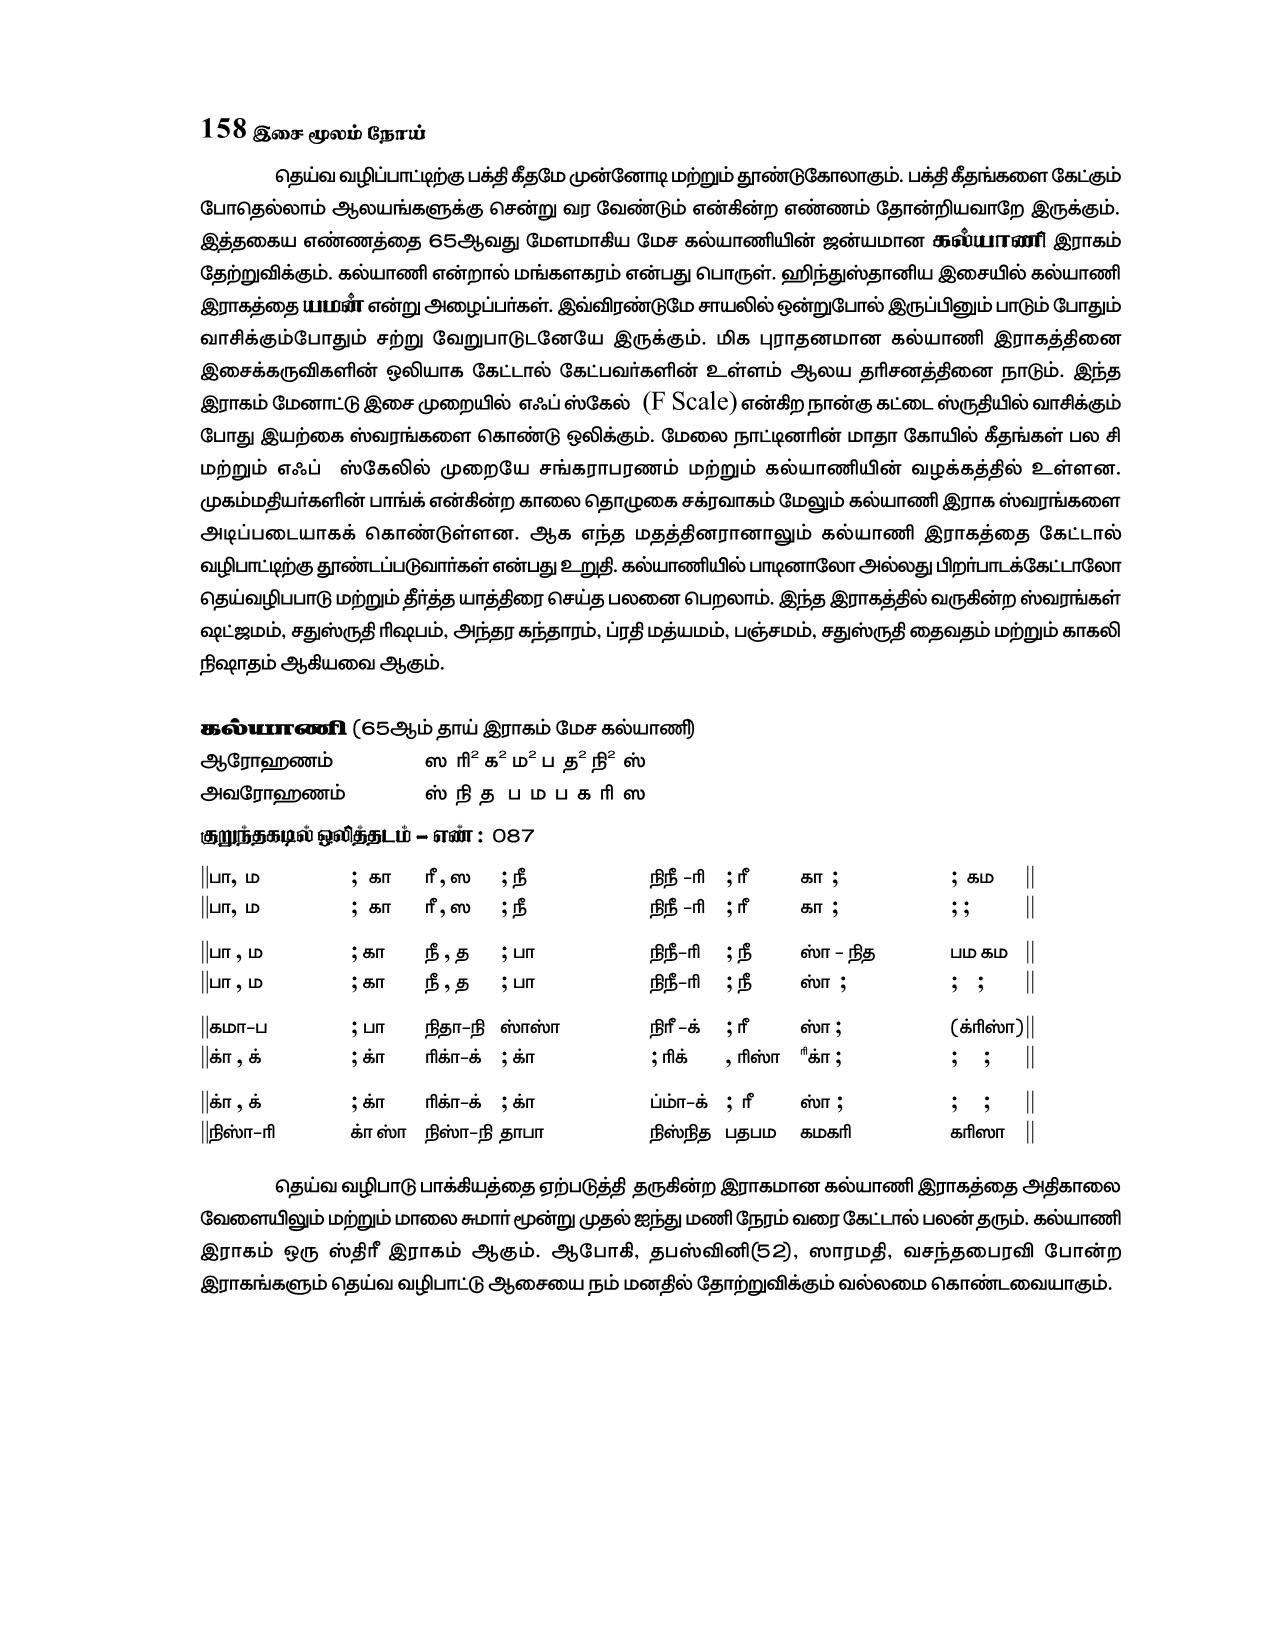 158 இசை மூலம் நோய்
தெய்வ வழிப்பாட்டிற்கு பக்தி கீதமே முன்னோடி மற்றும் தூண்டுகோலாகும். பக்தி கீதங்களை கேட்கும்
போதெல்லாம் ஆலயங்களுக்கு சென்று வர வேண்டும் என்கின்ற எண்ணம் தோன்றியவாறே இருக்கும்.
இத்தகைய எண்ணத்தை 65ஆவது மேளமாகிய மேச கல்யாணியின் ஜன்யமான கல்யாணி இராகம்
தேற்றுவிக்கும். கல்யாணி என்றால் மங்களகரம் என்பது பொருள். ஹிந்துஸ்தானிய இசையில் கல்யாணி
இராகத்தை யமன் என்று அழைப்பர்கள். இவ்விரண்டுமே சாயலில் ஒன்றுபோல் இருப்பினும் பாடும் போதும்
வாசிக்கும்போதும் சற்று வேறுபாடுடனேயே இருக்கும். மிக புராதனமான கல்யாணி இராகத்தினை
இசைக்கருவிகளின் ஒலியாக கேட்டால் கேட்பவர்களின் உள்ளம் ஆலய தரிசனத்தினை நாடும். இந்த
இராகம் மேனாட்டு இசை முறையில் எஃப் ஸ்கேல் (F Scale) என்கிற நான்கு கட்டை ஸ்ருதியில் வாசிக்கும்
போது இயற்கை ஸ்வரங்களை கொண்டு ஒலிக்கும். மேலை நாட்டினரின் மாதா கோயில் கீதங்கள் பல சி
மற்றும் எஃப் ஸ்கேலில் முறையே சங்கராபரணம் மற்றும் கல்யாணியின் வழக்கத்தில் உள்ளன.
முகம்மதியர்களின் பாங்க் என்கின்ற காலை தொழுகை சக்ரவாகம் மேலும் கல்யாணி இராக ஸ்வரங்களை
அடிப்படையாகக் கொண்டுள்ளன. ஆக எந்த மதத்தினரானாலும் கல்யாணி இராகத்தை கேட்டால்
வழிபாட்டிற்கு தூண்டப்படுவார்கள் என்பது உறுதி. கல்யாணியில் பாடினாலோ அல்லது பிறர்பாடக்கேட்டாலோ
தெய்வழிபபாடு மற்றும் தீர்த்த யாத்திரை செய்த பலனை பெறலாம். இந்த இராகத்தில் வருகின்ற ஸ்வரங்கள்
ஷட்ஜமம், சதுஸ்ருதி ரிஷபம், அந்தர கந்தாரம், ப்ரதி மத்யமம், பஞ்சமம், சதுஸ்ருதி தைவதம் மற்றும் காகலி
நிஷாதம் ஆகியவை ஆகும்.
கல்யாணி (65ஆம் தாய் இராகம் மேச கல்யாணி)
ஆரோஹணம் ஸ ரி² க² ம² ப த² நி² ஸ்
அவரோஹணம் ஸ் நி த ப ம ப க ரி ஸ
குறுந்தகடில் ஒலித்தடம் – எண் : 087
||பா, ம ; கா ரீ , ஸ ; நீ நிநீ -ரி ; ரீ கா ; ; கம ||
||பா, ம ; கா ரீ , ஸ ; நீ நிநீ -ரி ; ரீ கா ; ; ; ||
||பா , ம ; கா நீ , த ; பா நிநீ-ரி ; நீ ஸா - நித பம கம ||
||பா , ம ; கா நீ , த ; பா நிநீ-ரி ; நீ ஸா ; ; ; ||
||கமா-ப ; பா நிதா-நி ஸாஸா நிரீ -க் ; ரீ ஸா ; (க்ரிஸா)||
||க்ா , க் ; க்ா ரிக்ா-க் ; க்ா ; ரிக் , ரிஸா ரிக்ா ; ; ; ||
||க்ா , க் ; க்ா ரிக்ா-க் ; க்ா ப்ம்ா-க் ; ரீ ஸா ; ; ; ||
||நிஸா-ரி க்ா ஸா நிஸா-நி தாபா நிஸ்நித பதபம கமகரி கரிஸா ||
தெய்வ வழிபாடு பாக்கியத்தை ஏற்படுத்தி தருகின்ற இராகமான கல்யாணி இராகத்தை அதிகாலை
வேளையிலும் மற்றும் மாலை சுமார் மூன்று முதல் ஐந்து மணி நேரம் வரை கேட்டால் பலன் தரும். கல்யாணி
இராகம் ஒரு ஸ்திரீ இராகம் ஆகும். ஆபோகி, தபஸ்வினி(52), ஸாரமதி, வசந்தபைரவி போன்ற
இராகங்களும் தெய்வ வழிபாட்டு ஆசையை நம் மனதில் தோற்றுவிக்கும் வல்லமை கொண்டவையாகும்.